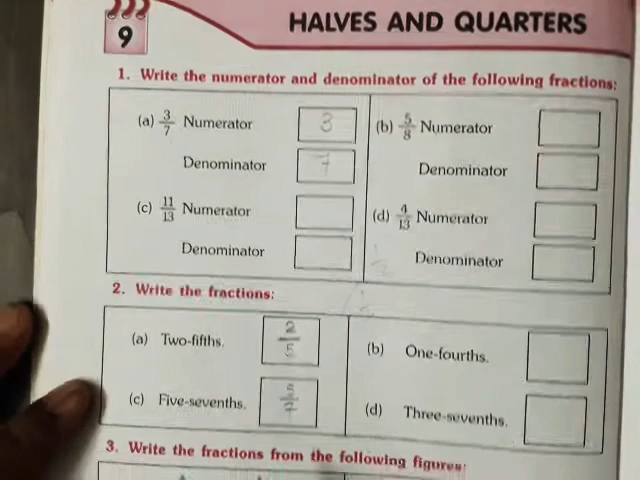 9
HALVES AND QUARTERS
1. Write the numerator and denominator of the following fractions:
(a) 3/7 Numerator 3
Denominator 7
(b) 5/8 Numerator
Denominator
(c) 11/13 Numerator
Denominator
(d) 4/13 Numerator
Denominator
2. Write the fractions:
(a) Two-fifths. 2/5
(b) One-fourths.
(c) Five-sevenths. 5/7
(d) Three-sevenths.
3. Write the fractions from the following figures: